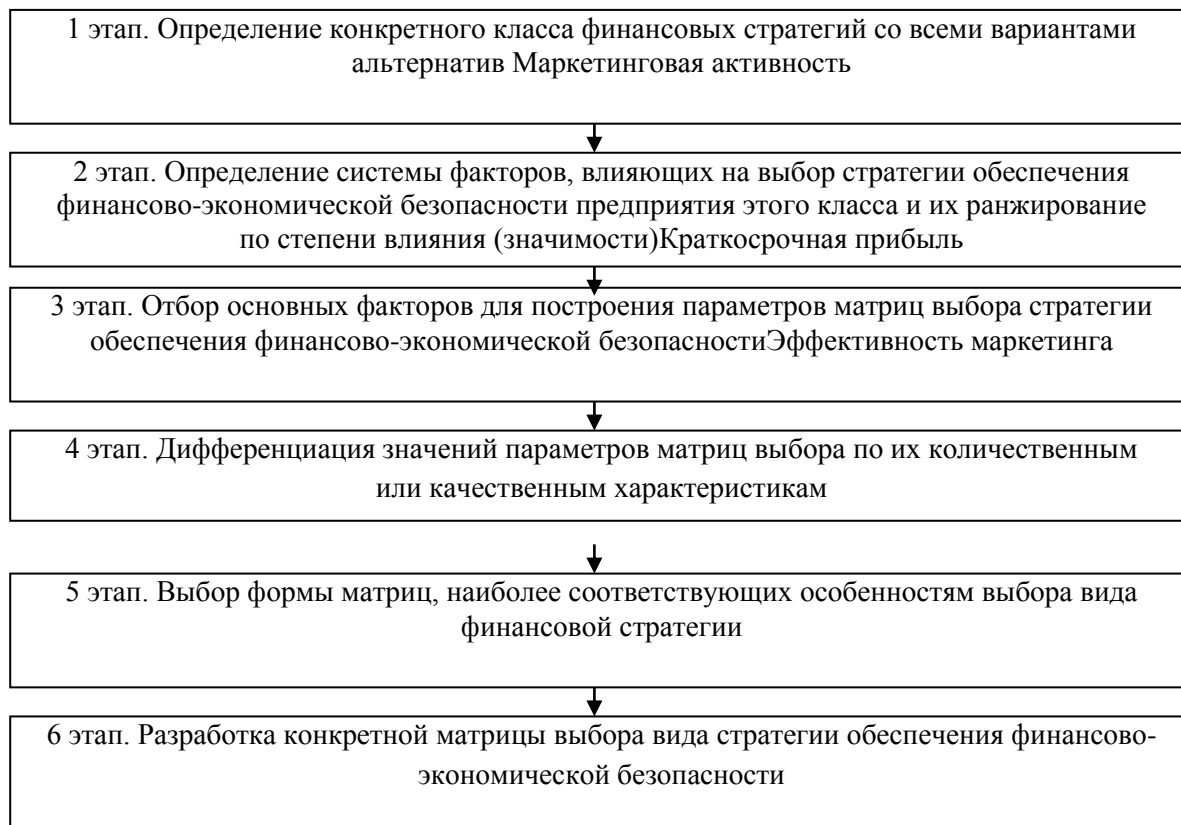 1 этап. Определение конкретного класса финансовых стратегий со всеми вариантами
альтернатив Маркетинговая активность
2 этап. Определение системы факторов, влияющих на выбор стратегии обеспечения
финансово-экономической безопасности предприятия этого класса и их ранжирование
по степени влияния (значимости)Краткосрочная прибыль
3 этап. Отбор основных факторов для построения параметров матриц выбора стратегии
обеспечения финансово-экономической безопасностиЭффективность маркетинга
4 этап. Дифференциация значений параметров матриц выбора по их количественным
или качественным характеристикам
5 этап. Выбор формы матриц, наиболее соответствующих особенностям выбора вида
финансовой стратегии
6 этап. Разработка конкретной матрицы выбора вида стратегии обеспечения финансово-
экономической безопасности